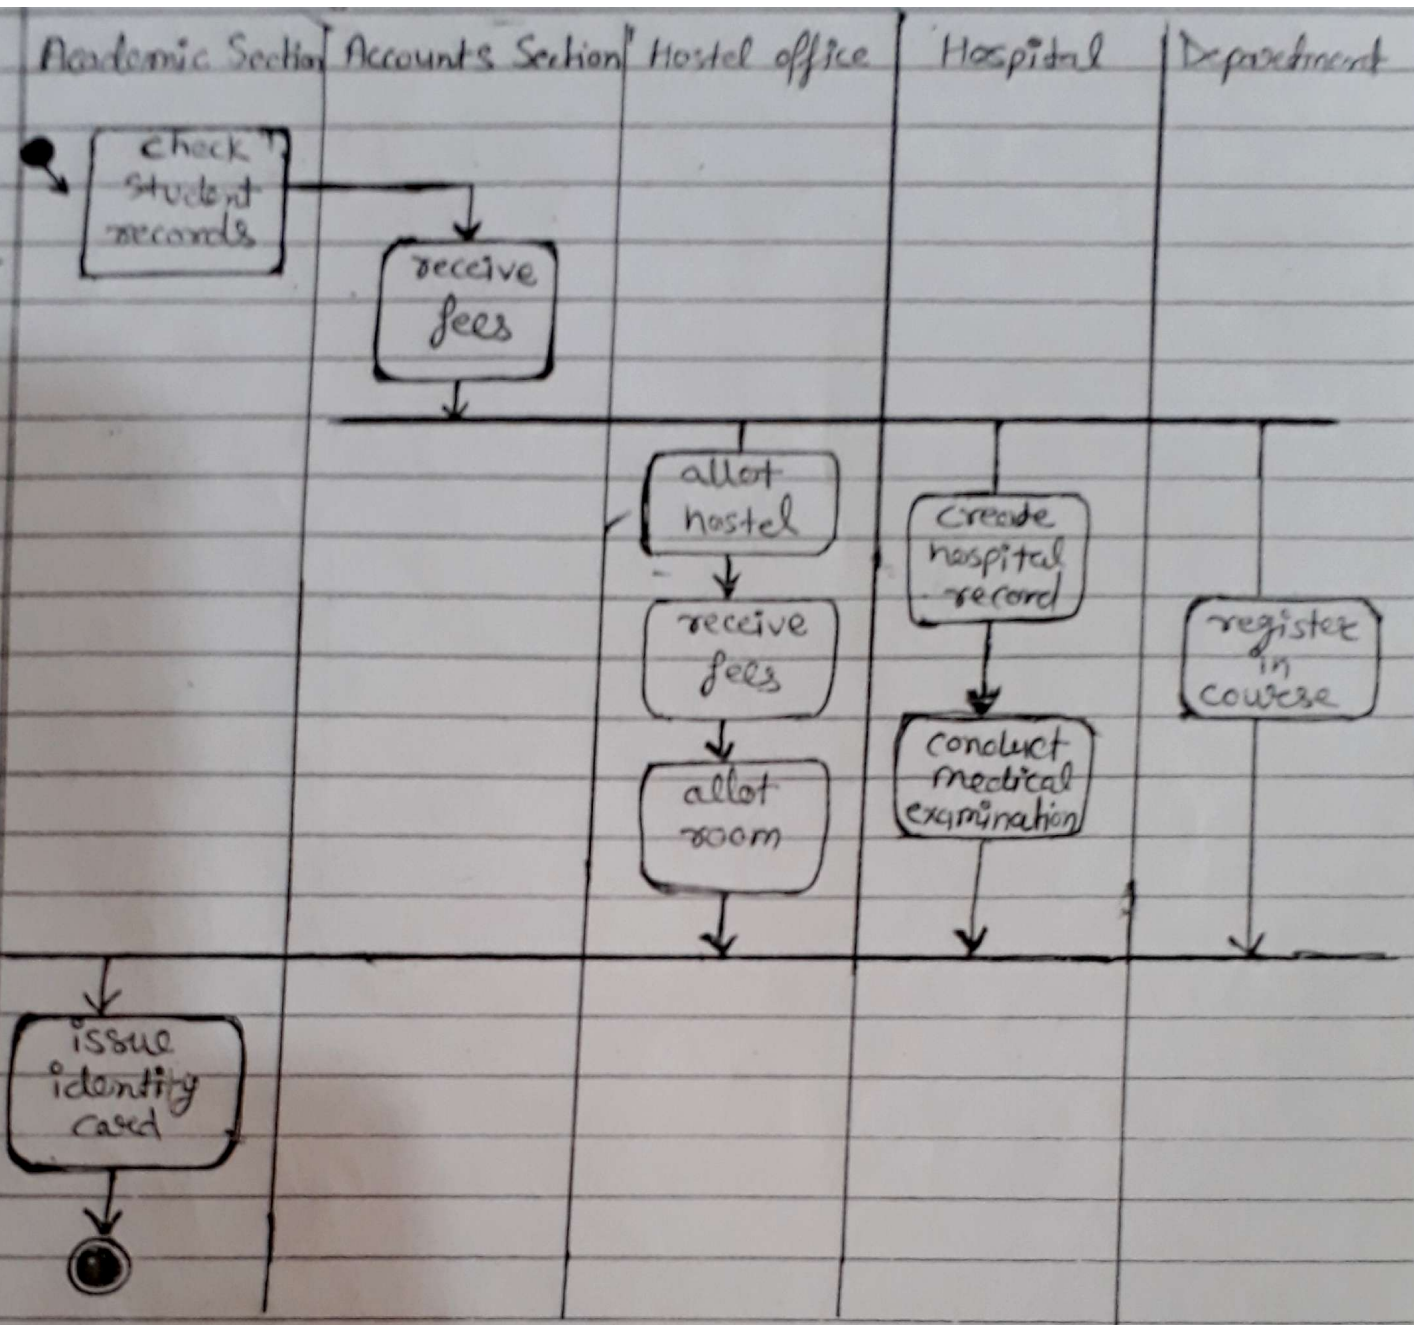 Academic Section
Accounts Section
Hostel office
Hospital
Department
check
student
records
receive
fees
allot
hostel
receive
fees
allot
room
create
hospital
record
conduct
medical
examination
register
in
course
issue
identity
card